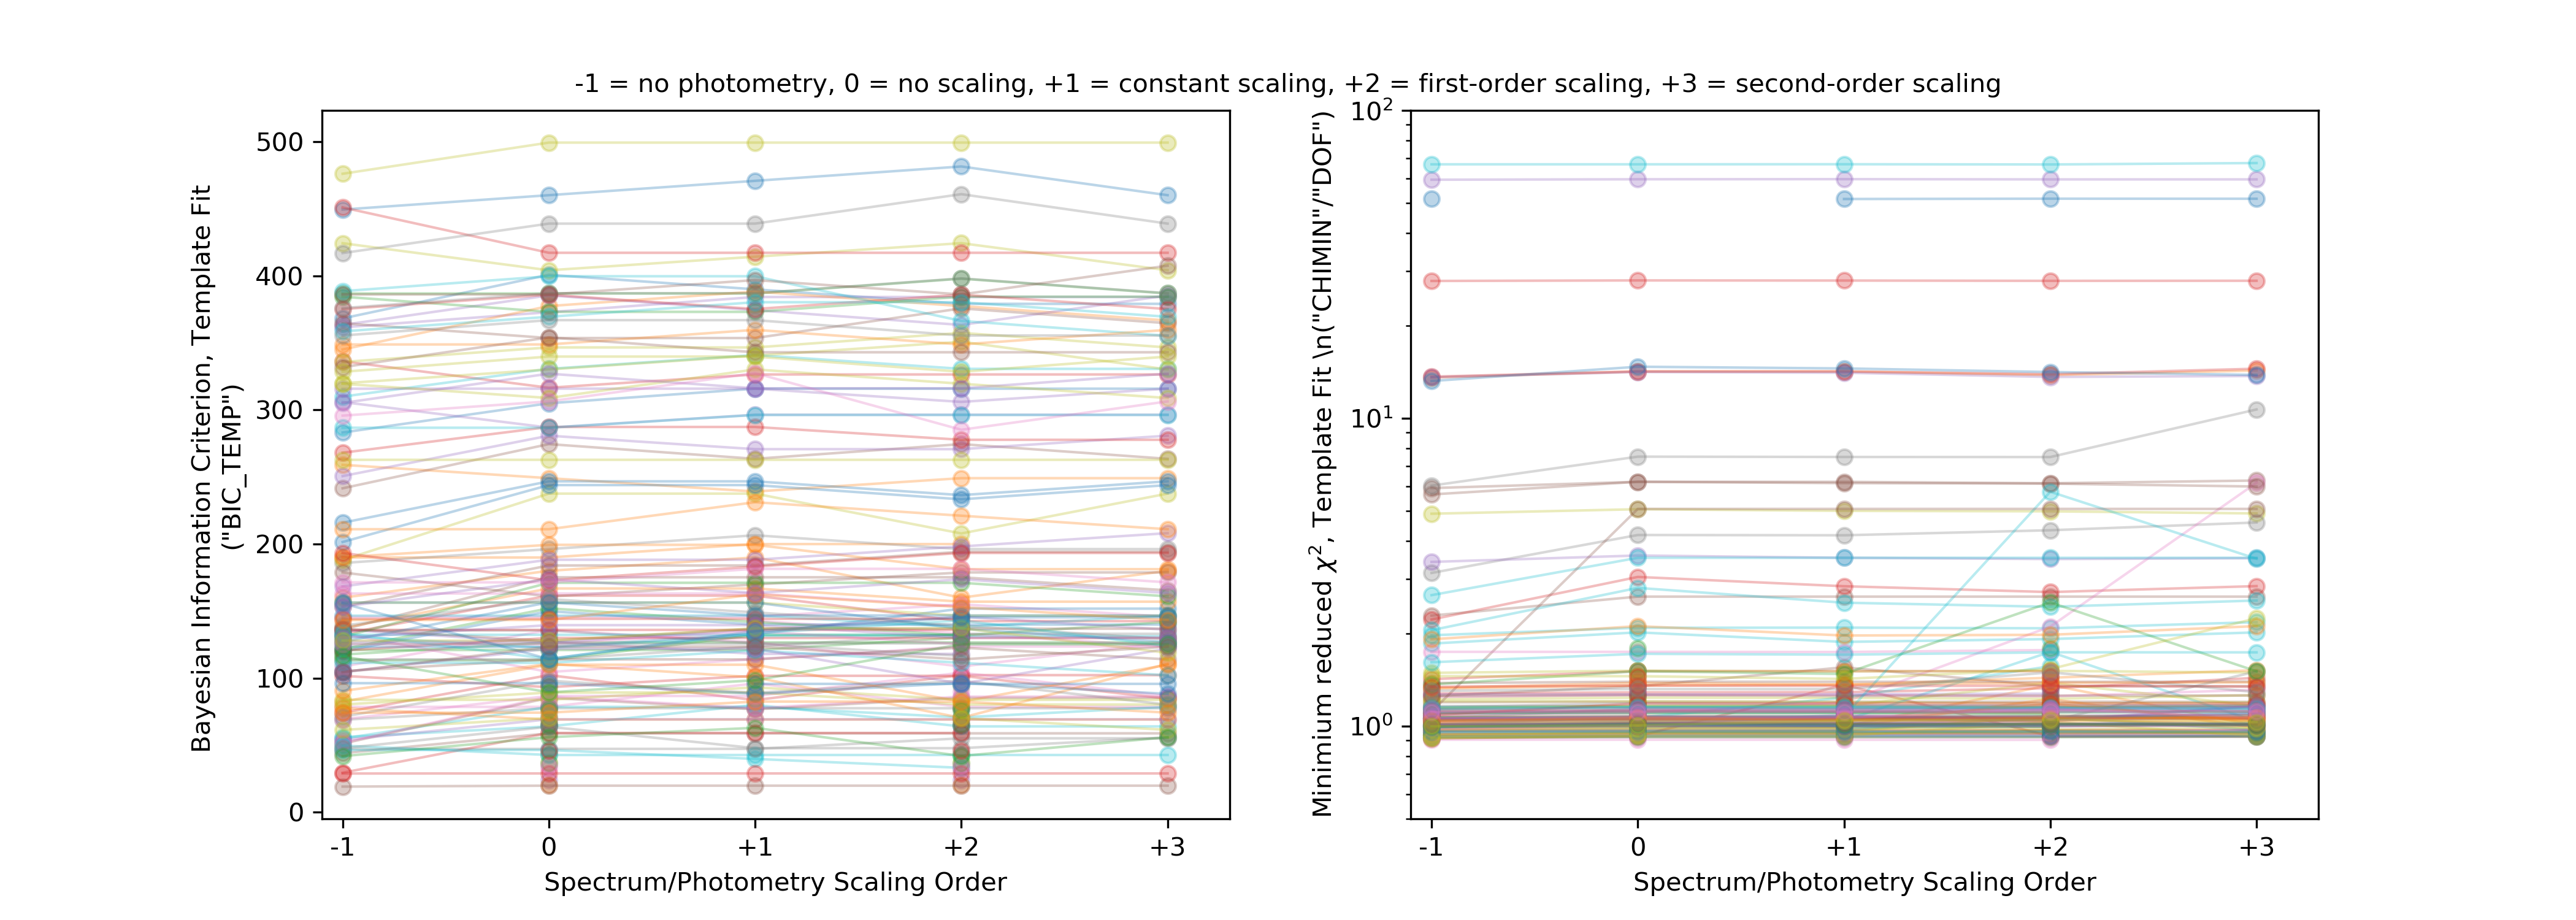 -1 = no photometry, 0 = no scaling, +1 = constant scaling, +2 = first-order scaling, +3 = second-order scaling
Bayesian Information Criterion, Template Fit
("BIC_TEMP")
500
400
300
200
100
0
-1 0 +1 +2 +3
Spectrum/Photometry Scaling Order
Minimium reduced χ², Template Fit \n("CHIMIN"/"DOF")
10²
10¹
10⁰
-1 0 +1 +2 +3
Spectrum/Photometry Scaling Order